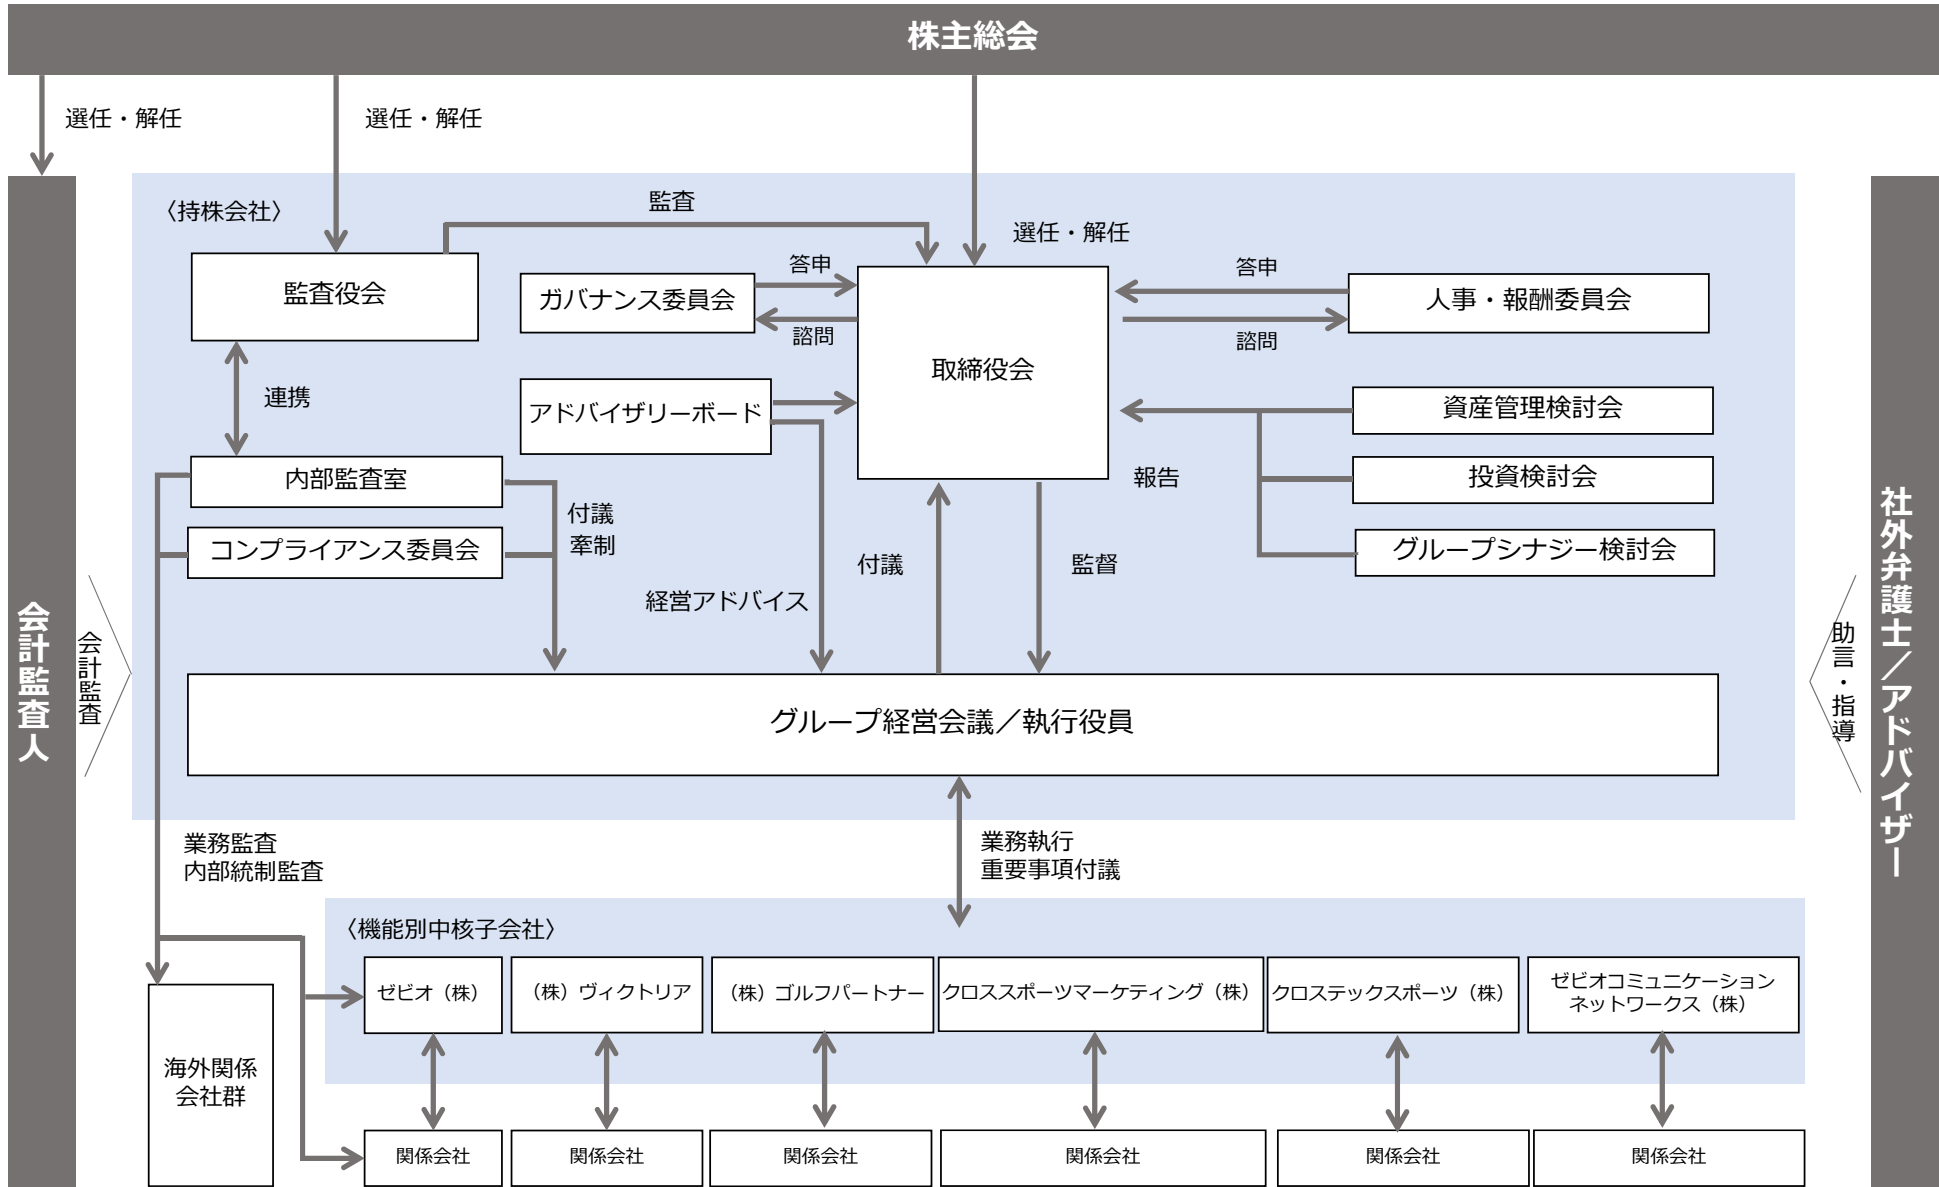 株主総会
選任・解任
選任・解任
選任・解任
〈持株会社〉
監査
監査役会
ガバナンス委員会
答申
諮問
取締役会
答申
諮問
人事・報酬委員会
連携
アドバイザリーボード
資産管理検討会
投資検討会
グループシナジー検討会
報告
内部監査室
コンプライアンス委員会
付議
牽制
経営アドバイス
付議
監督
グループ経営会議／執行役員
会計監査人
会計監査
社外弁護士／アドバイザー
助言・指導
業務監査
内部統制監査
業務執行
重要事項付議
〈機能別中核子会社〉
ゼビオ（株）
（株）ヴィクトリア
（株）ゴルフパートナー
クロススポーツマーケティング（株）
クロステックスポーツ（株）
ゼビオコミュニケーション
ネットワークス（株）
海外関係
会社群
関係会社
関係会社
関係会社
関係会社
関係会社
関係会社